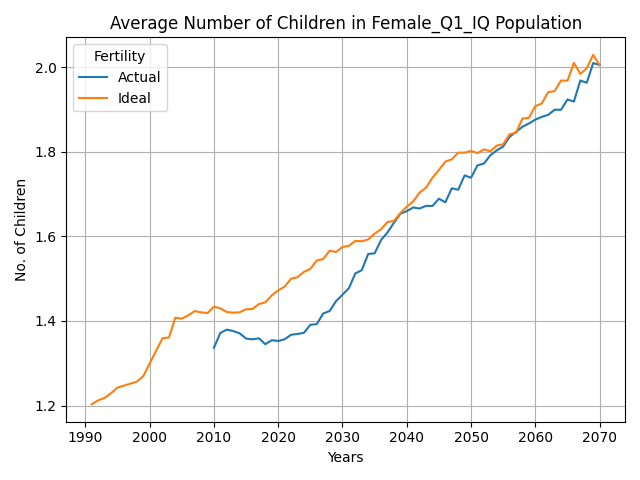 Average Number of Children in Female_Q1_IQ Population
Fertility
Actual
Ideal
No. of Children
2.0
1.8
1.6
1.4
1.2
1990 2000 2010 2020 2030 2040 2050 2060 2070
Years